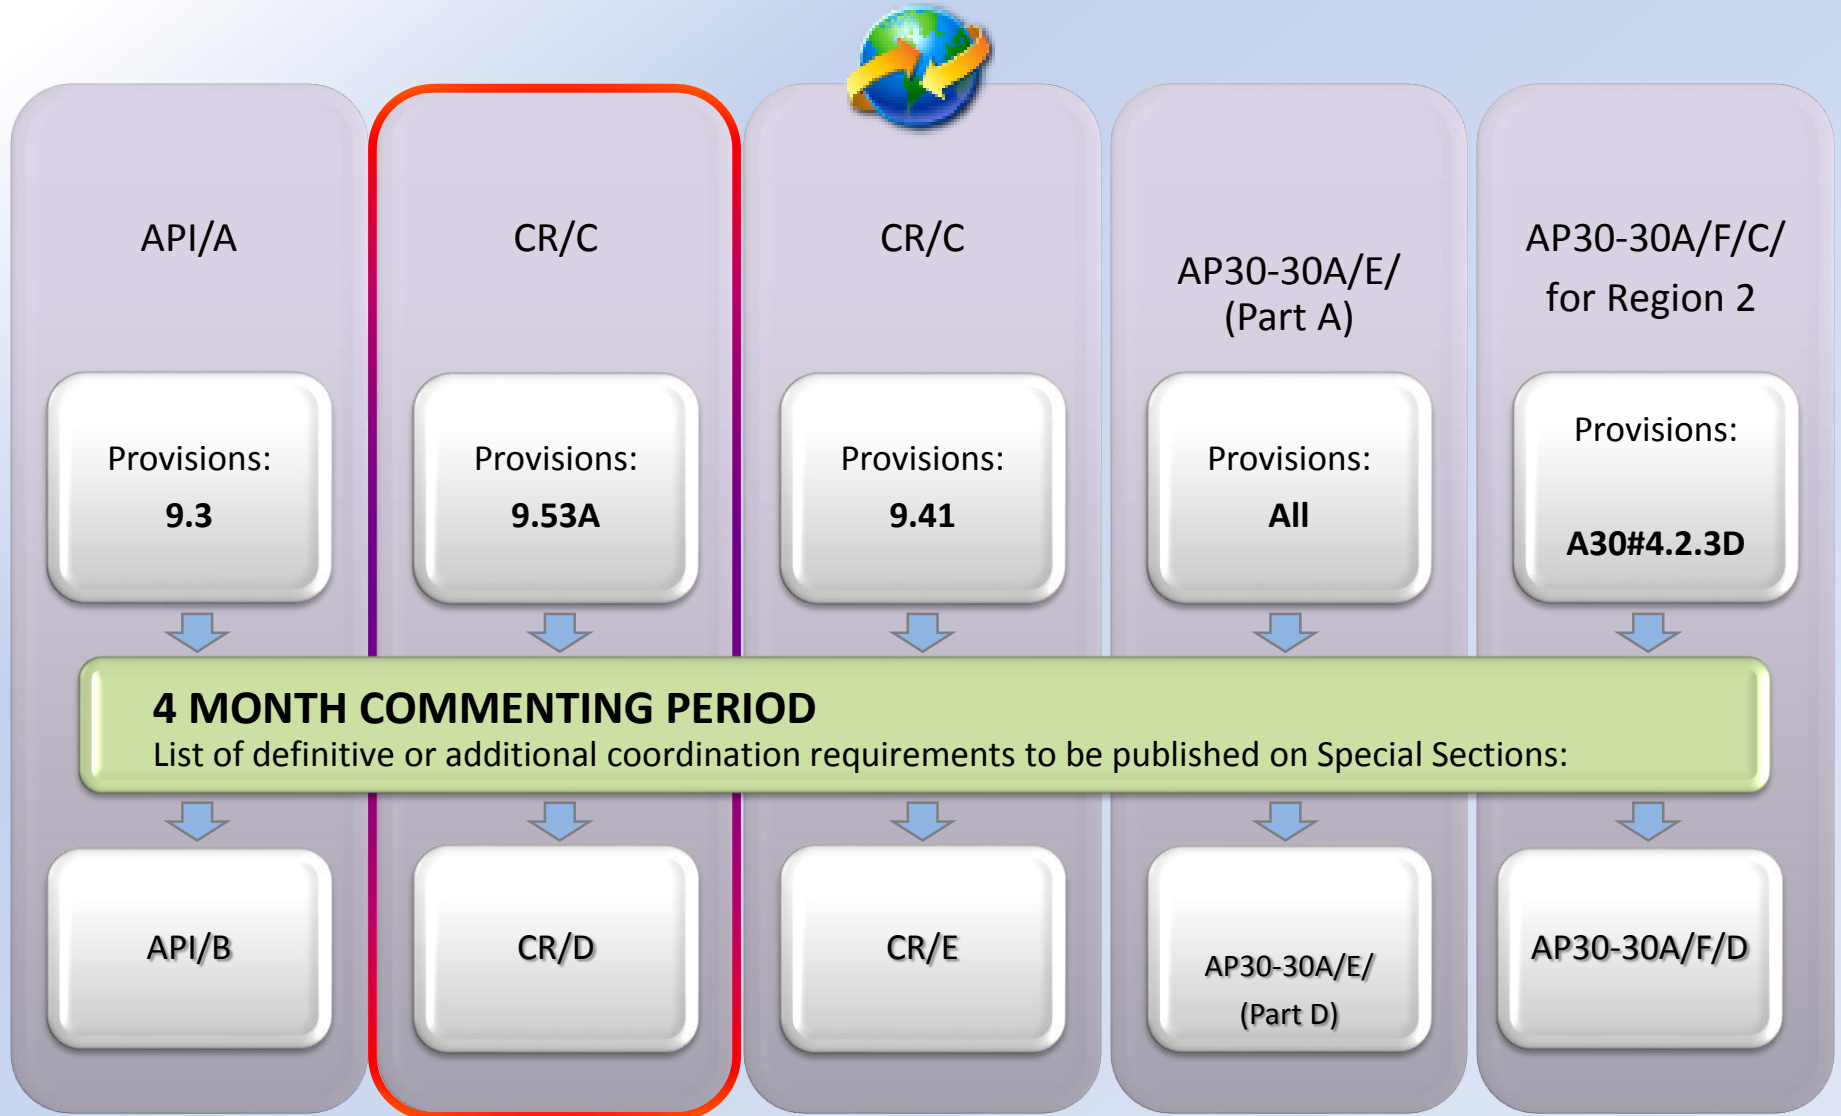 API/A
CR/C
CR/C
AP30-30A/E/
(Part A)
AP30-30A/F/C/
for Region 2
Provisions:
9.3
Provisions:
9.53A
Provisions:
9.41
Provisions:
All
Provisions:
A30#4.2.3D
4 MONTH COMMENTING PERIOD
List of definitive or additional coordination requirements to be published on Special Sections:
API/B
CR/D
CR/E
AP30-30A/E/
(Part D)
AP30-30A/F/D